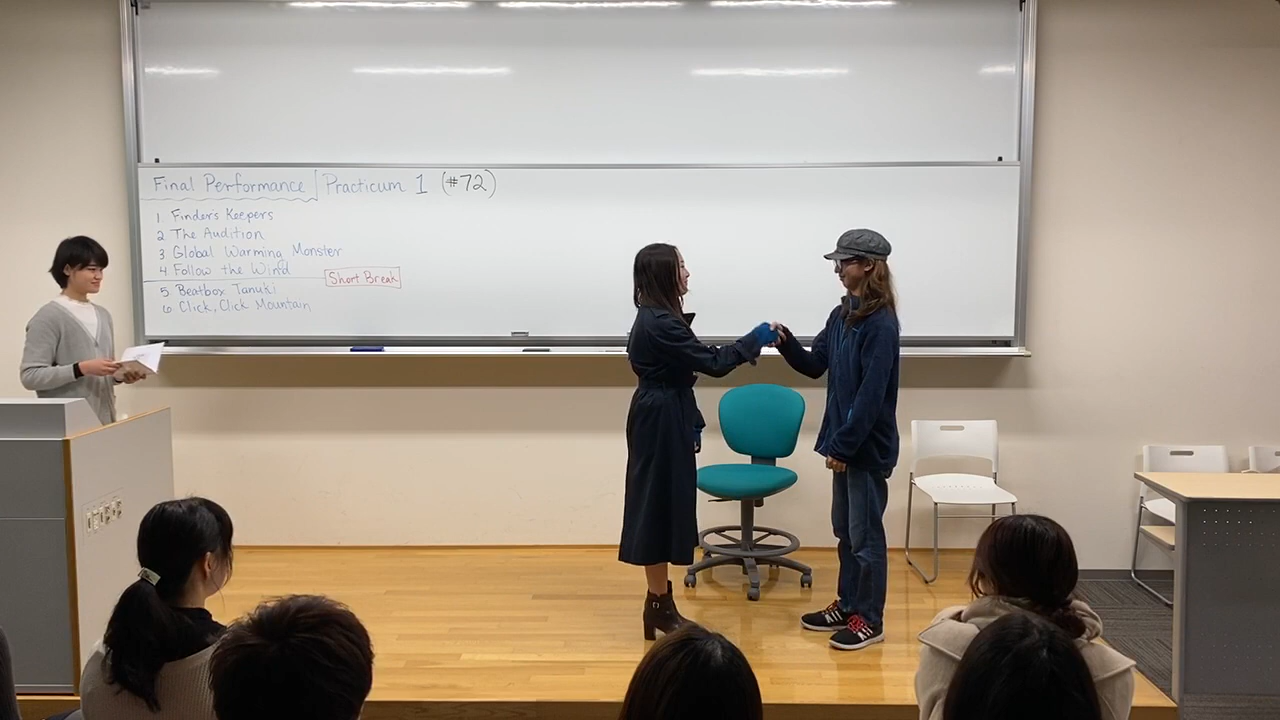 Final Performance Practicum 1 (#72)
1 Finders Keepers
2 The Audition
3 Global Warming Monster
4 Follow the Wind
Short Break
5 Beatbox Tanuki
6 Click, Click Mountain